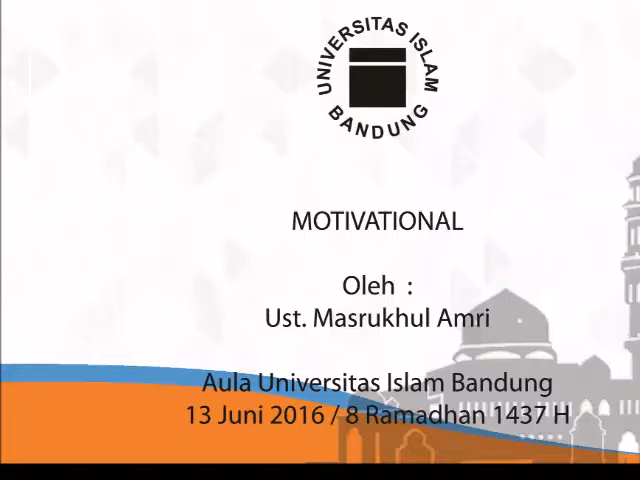 UNIVERSITAS ISLAM
BANDUNG
MOTIVATIONAL
Oleh :
Ust. Masrukhul Amri
Aula Universitas Islam Bandung
13 Juni 2016 / 8 Ramadhan 1437 H